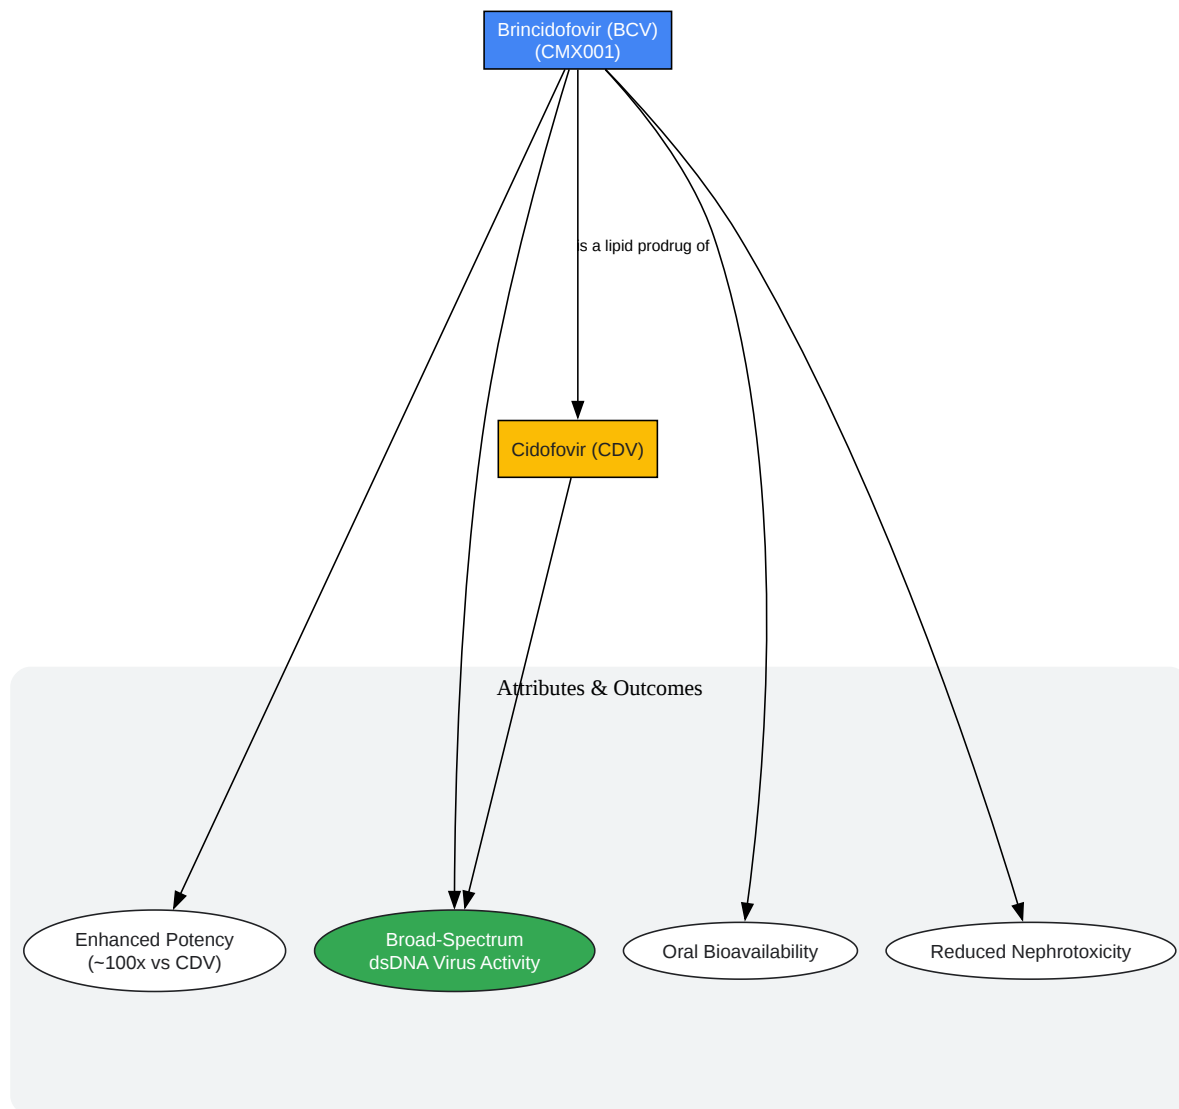 Brincidofovir (BCV)
(CMX001)
is a lipid prodrug of
Cidofovir (CDV)
Attributes & Outcomes
Enhanced Potency
(~100x vs CDV)
Broad-Spectrum
dsDNA Virus Activity
Oral Bioavailability
Reduced Nephrotoxicity